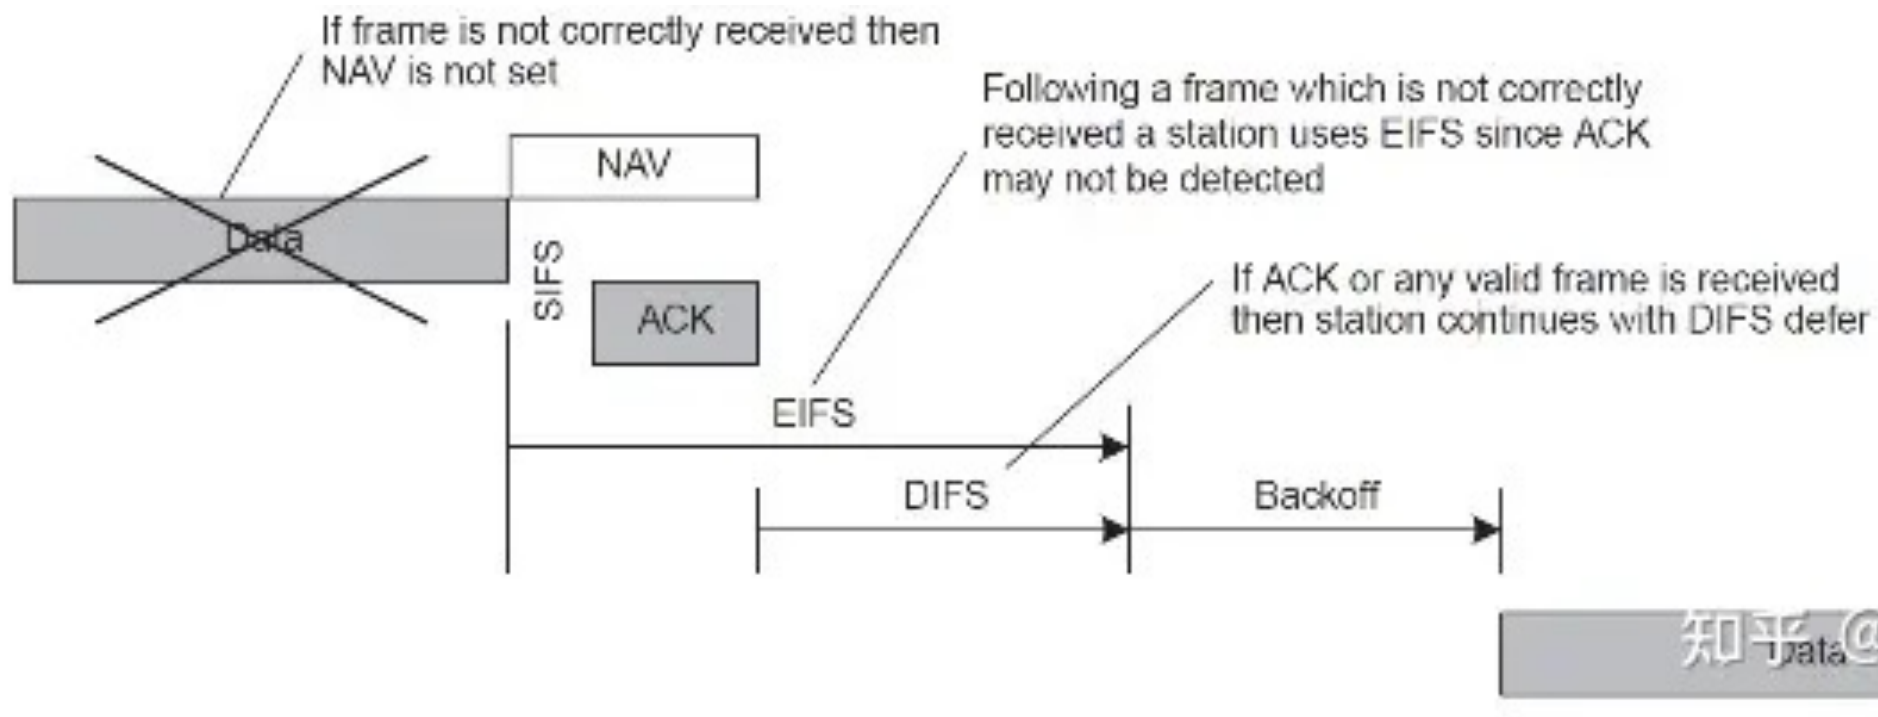 If frame is not correctly received then
NAV is not set
Following a frame which is not correctly
received a station uses EIFS since ACK
may not be detected
NAV
Data
SIFS
If ACK or any valid frame is received
then station continues with DIFS defer
ACK
EIFS
DIFS
Backoff
Data
知乎 @